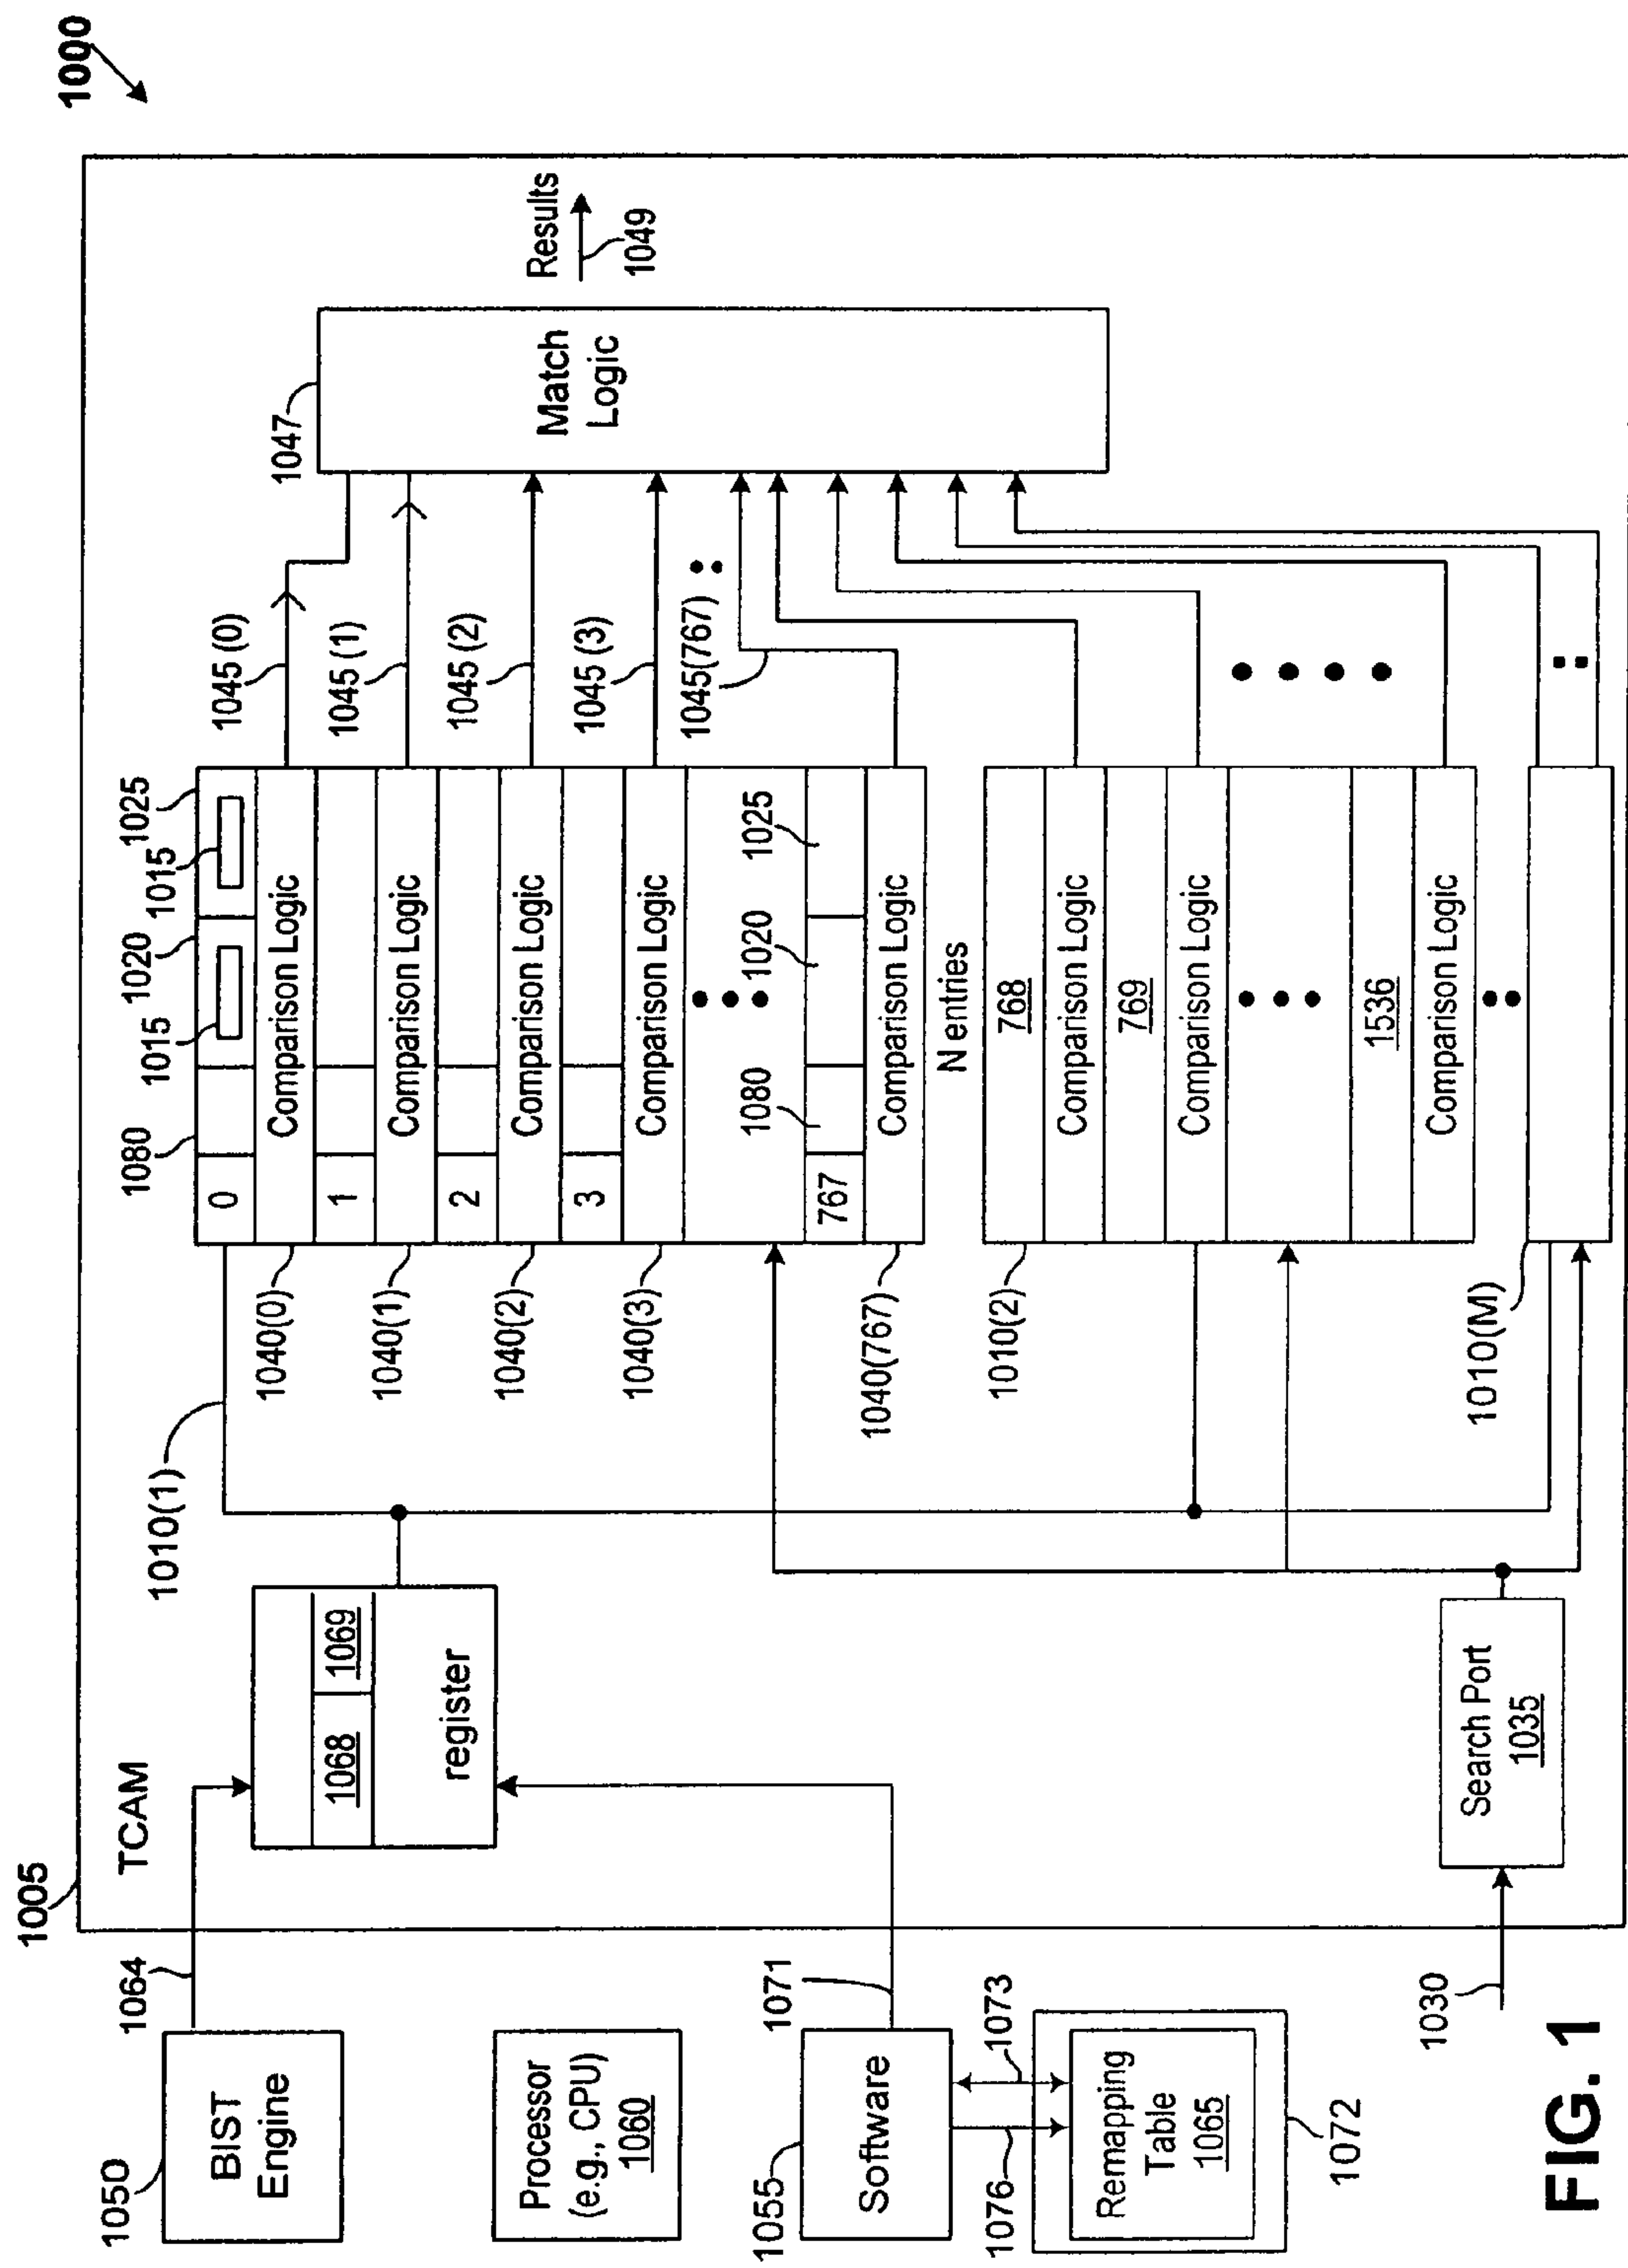 1000
1005
TCAM
1050
BIST
Engine
1064
Processor
(e.g., CPU)
1060
1055
Software
1071
1073
1076
Remapping
Table
1065
1072
1030
Search Port
1035
1068
1069
register
1010(1)
1080
1015
1020
1015
1025
0
Comparison Logic
1040(0)
1045 (0)
1
Comparison Logic
1040(1)
1045 (1)
2
Comparison Logic
1040(2)
1045 (2)
3
Comparison Logic
1040(3)
1045 (3)
1080
1020
1025
767
Comparison Logic
1040(767)
1045(767)
N entries
1010(2)
768
Comparison Logic
769
Comparison Logic
1536
Comparison Logic
1010(M)
1047
Match
Logic
Results
1049
FIG. 1